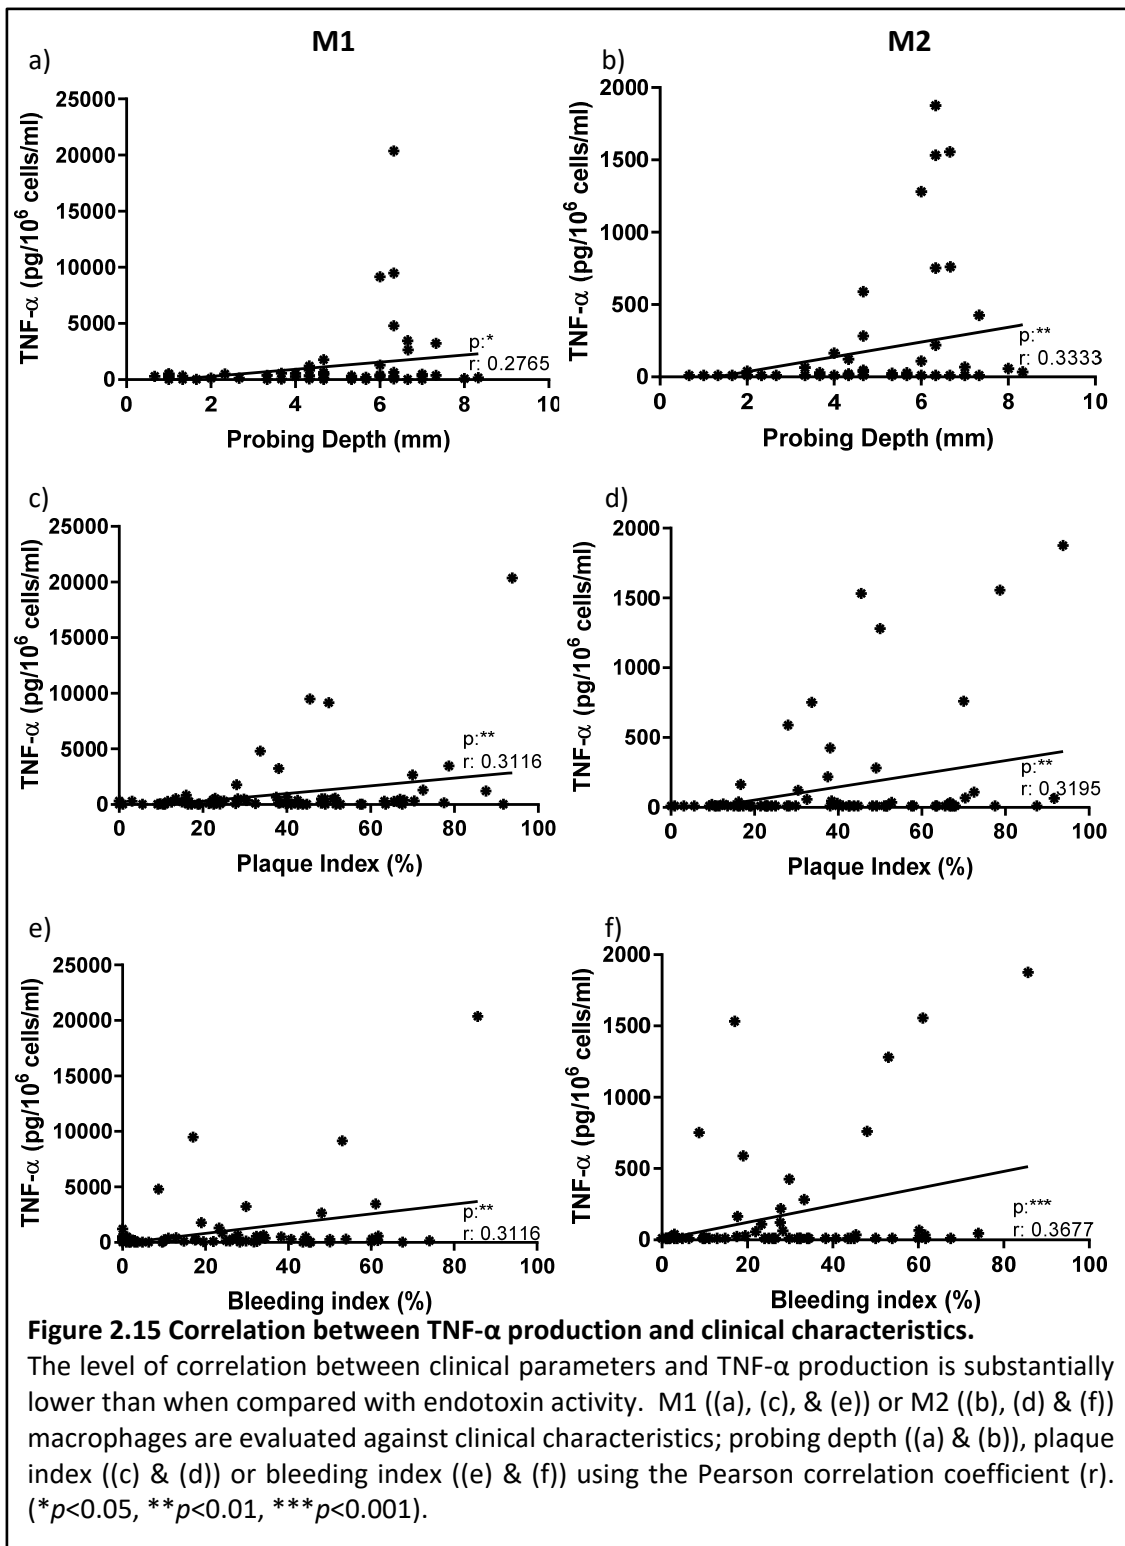 M1
M2
a)
TNF-α (pg/10⁶ cells/ml)
25000
20000
15000
10000
5000
0
0
2
4
6
8
10
p:*
r: 0.2765
Probing Depth (mm)
b)
TNF-α (pg/10⁶ cells/ml)
2000
1500
1000
500
0
0
2
4
6
8
10
p:**
r: 0.3333
Probing Depth (mm)
c)
TNF-α (pg/10⁶ cells/ml)
25000
20000
15000
10000
5000
0
0
20
40
60
80
100
p:**
r: 0.3116
Plaque Index (%)
d)
TNF-α (pg/10⁶ cells/ml)
2000
1500
1000
500
0
0
20
40
60
80
100
p:**
r: 0.3195
Plaque Index (%)
e)
TNF-α (pg/10⁶ cells/ml)
25000
20000
15000
10000
5000
0
0
20
40
60
80
100
p:**
r: 0.3116
Bleeding index (%)
f)
TNF-α (pg/10⁶ cells/ml)
2000
1500
1000
500
0
0
20
40
60
80
100
p:***
r: 0.3677
Bleeding index (%)
Figure 2.15 Correlation between TNF-α production and clinical characteristics.
The level of correlation between clinical parameters and TNF-α production is substantially
lower than when compared with endotoxin activity. M1 ((a), (c), & (e)) or M2 ((b), (d) & (f))
macrophages are evaluated against clinical characteristics; probing depth ((a) & (b)), plaque
index ((c) & (d)) or bleeding index ((e) & (f)) using the Pearson correlation coefficient (r).
(*p<0.05, **p<0.01, ***p<0.001).